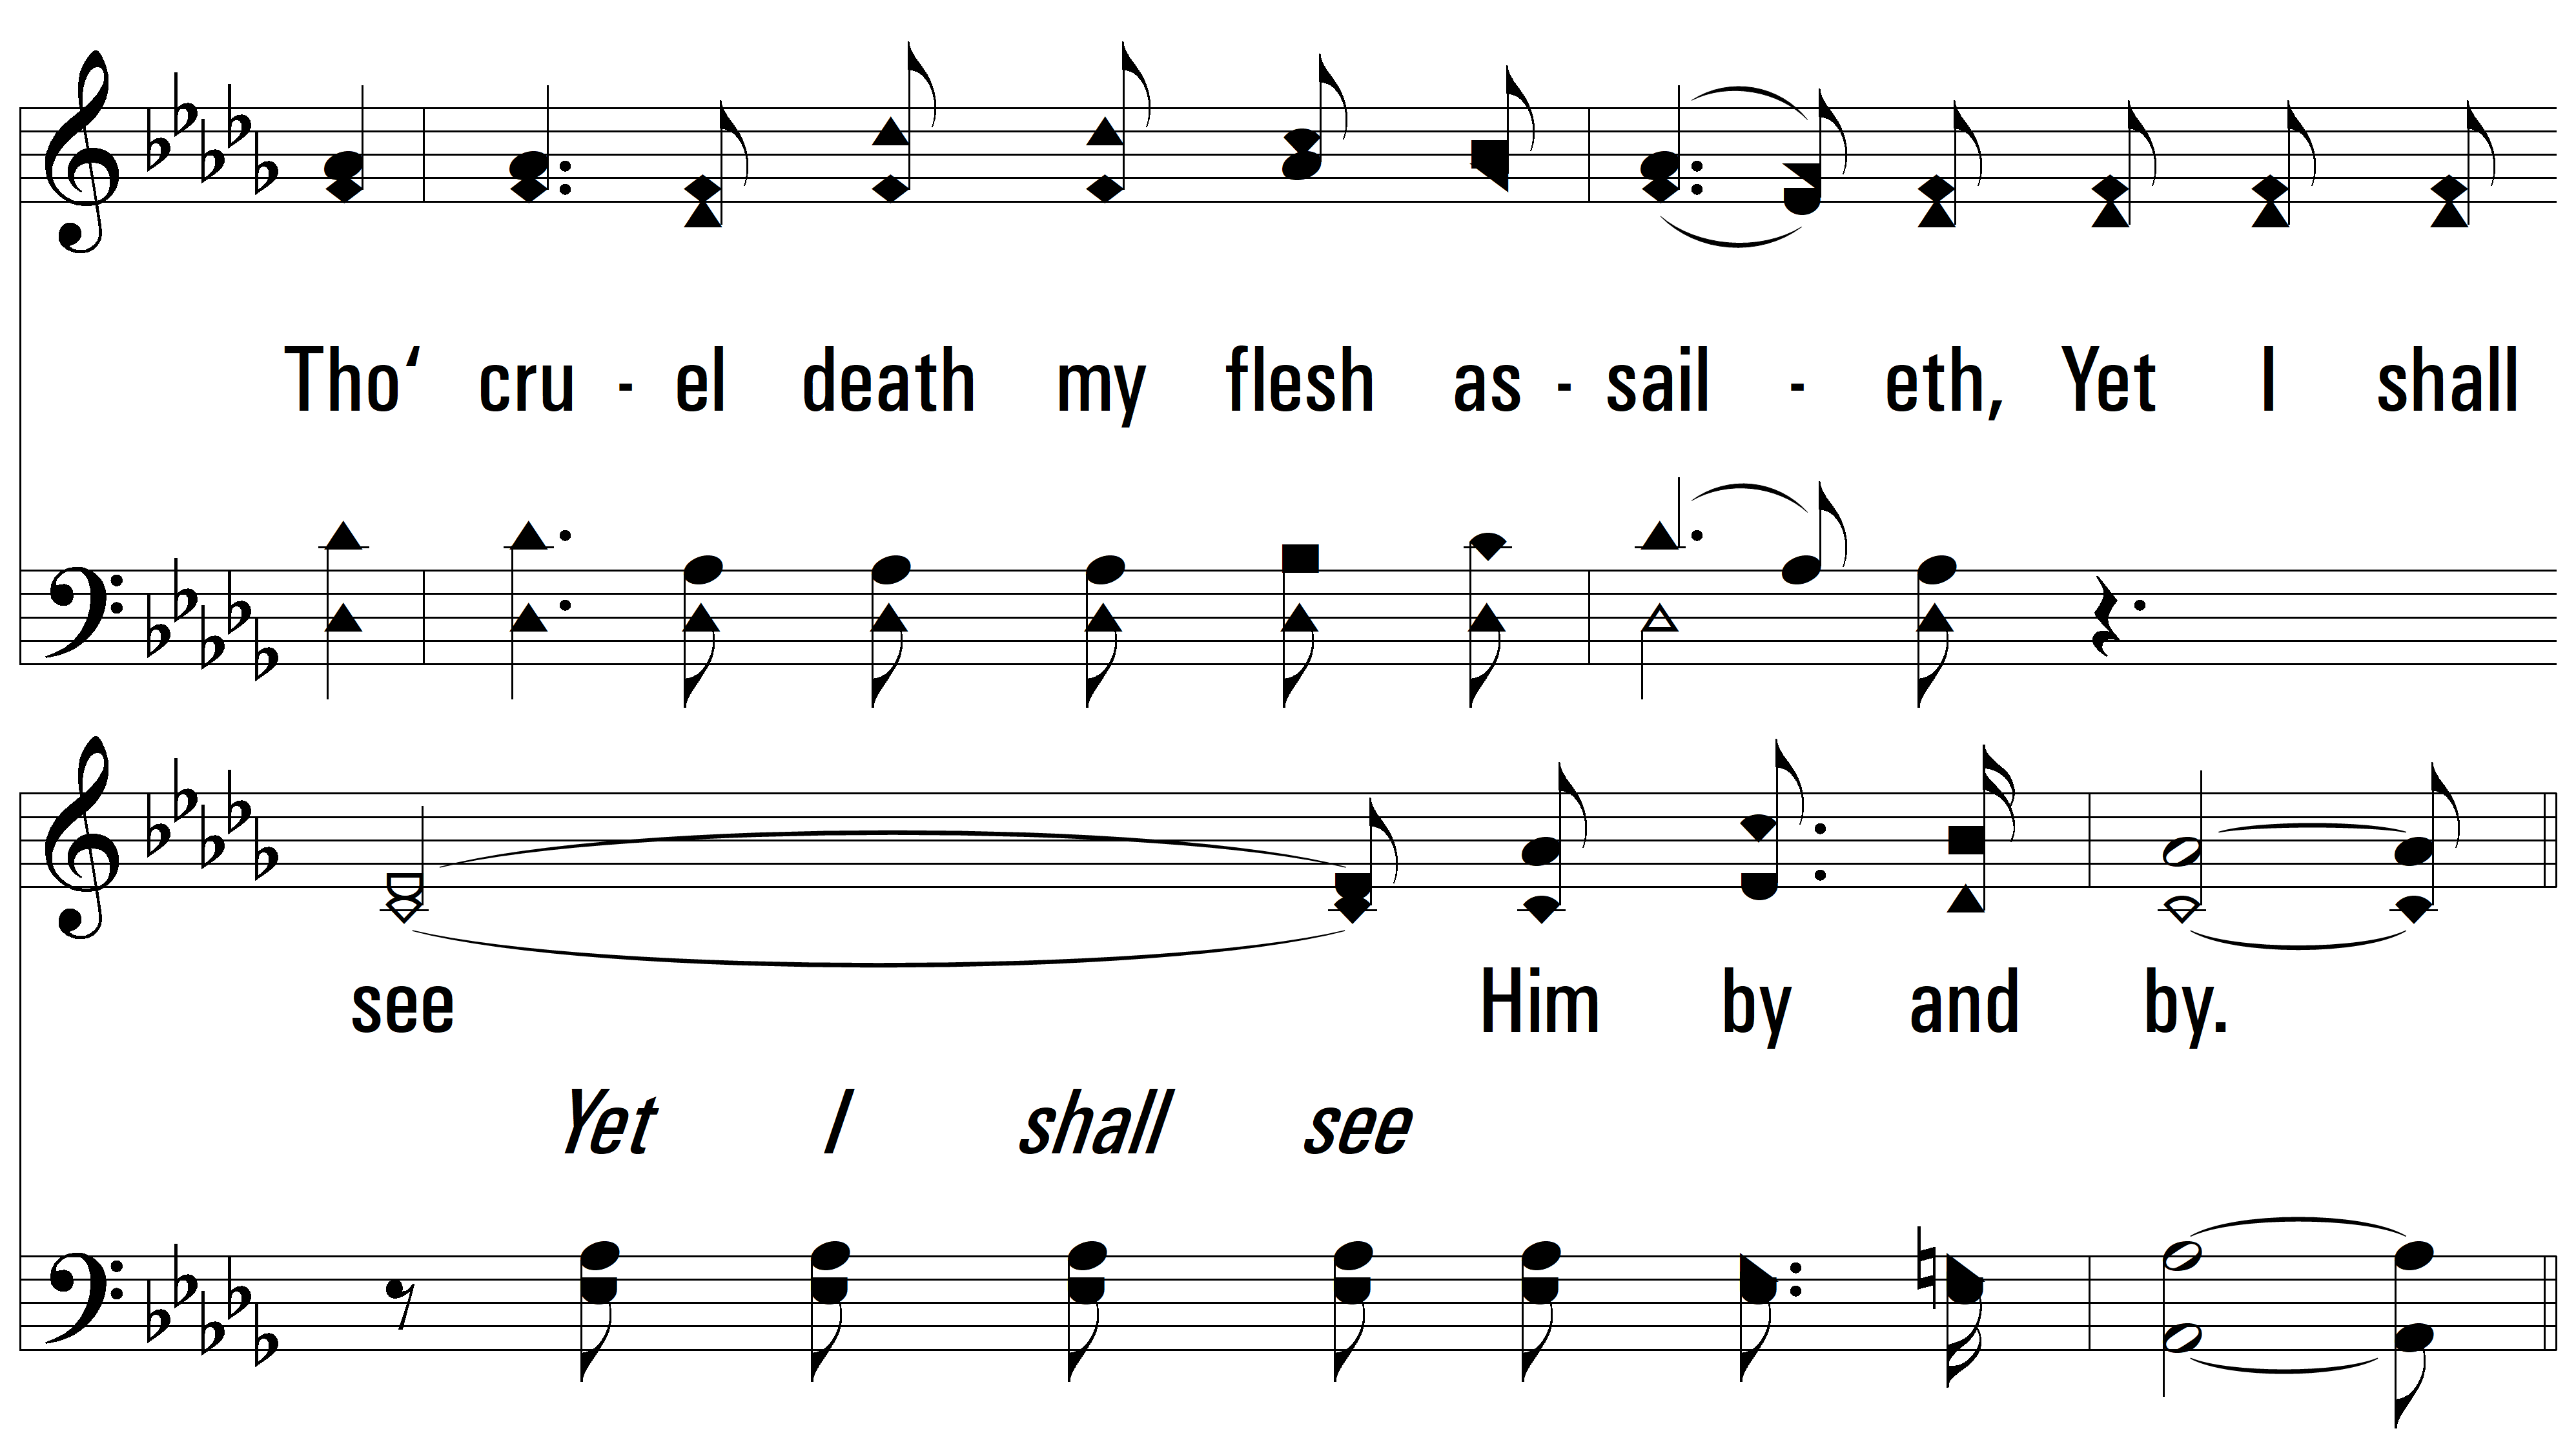 Tho‘ cru - el death my flesh as - sail - eth, Yet I shall
see Him by and by.
Yet I shall see